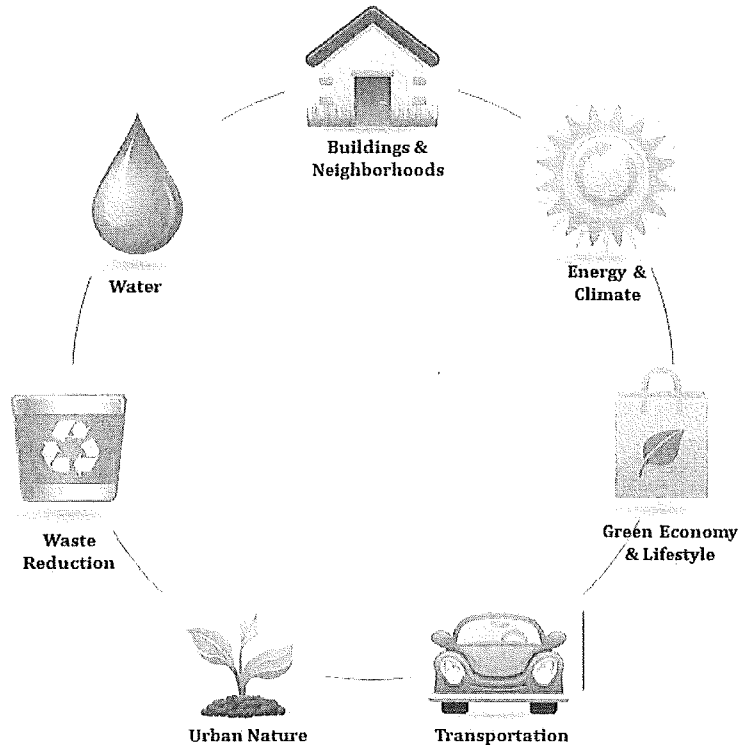 Buildings &
Neighborhoods
Energy &
Climate
Green Economy
& Lifestyle
Transportation
Urban Nature
Waste
Reduction
Water